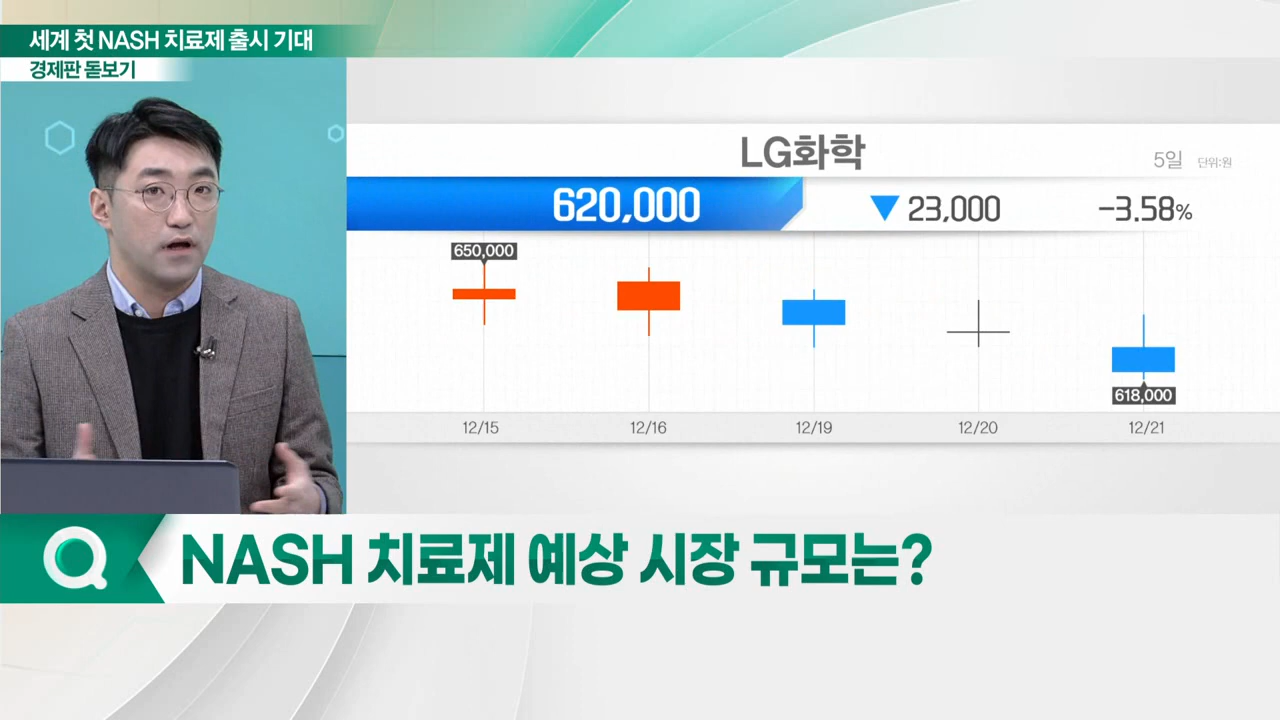 세계 첫 NASH 치료제 출시 기대
경제판 돋보기
LG화학
5일 단위:원
620,000 ▼ 23,000 -3.58%
650,000
618,000
12/15 12/16 12/19 12/20 12/21
NASH 치료제 예상 시장 규모는?